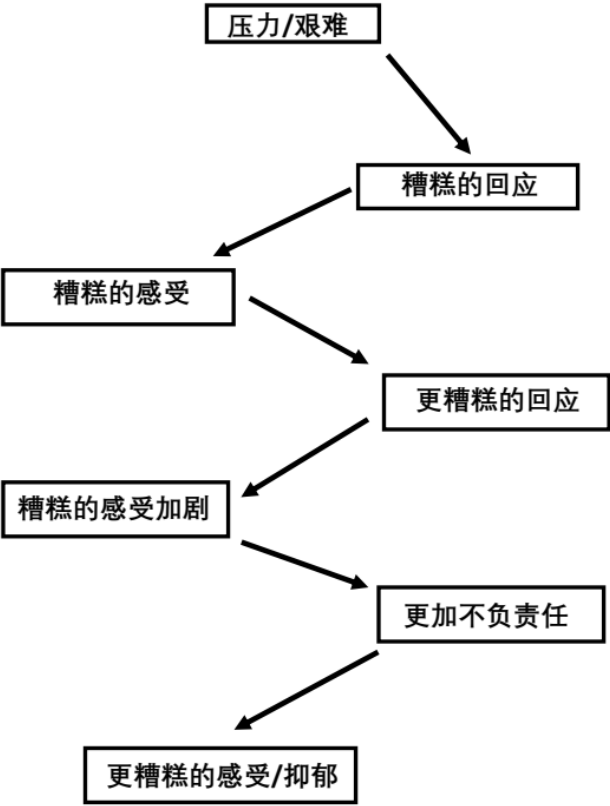 压力/艰难
糟糕的回应
糟糕的感受
更糟糕的回应
糟糕的感受加剧
更加不负责任
更糟糕的感受/抑郁